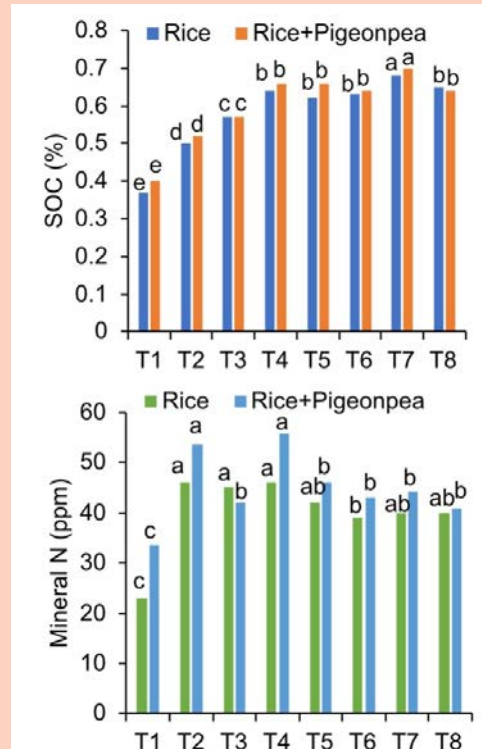 Rice Rice+Pigeonpea
SOC (%)
0.8
0.7
0.6
0.5
0.4
0.3
0.2
0.1
0
e e d d c c b b b b b b a a b b
T1 T2 T3 T4 T5 T6 T7 T8
Rice Rice+Pigeonpea
Mineral N (ppm)
60
50
40
30
20
10
0
c c a a a b a a ab b b b ab b ab b
T1 T2 T3 T4 T5 T6 T7 T8